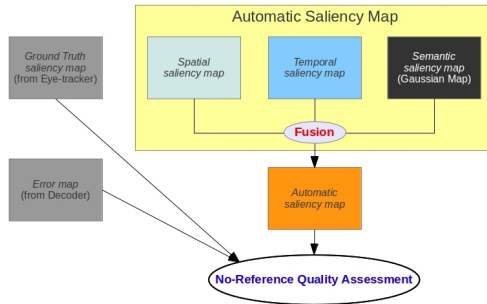 Automatic Saliency Map
Ground Truth
saliency map
(from Eye-tracker)
Spatial
saliency map
Temporal
saliency map
Semantic
saliency map
(Gaussian Map)
Fusion
Error map
(from Decoder)
Automatic
saliency map
No-Reference Quality Assessment